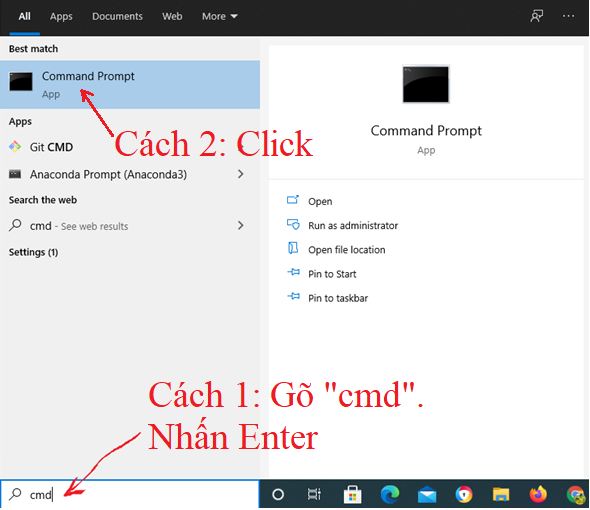 All Apps Documents Web More
Best match
Command Prompt
App
Cách 2: Click
Apps
Git CMD
Anaconda Prompt (Anaconda3)
Search the web
cmd - See web results
Settings (1)
Command Prompt
App
Open
Run as administrator
Open file location
Pin to Start
Pin to taskbar
Cách 1: Gõ "cmd".
Nhấn Enter
cmd